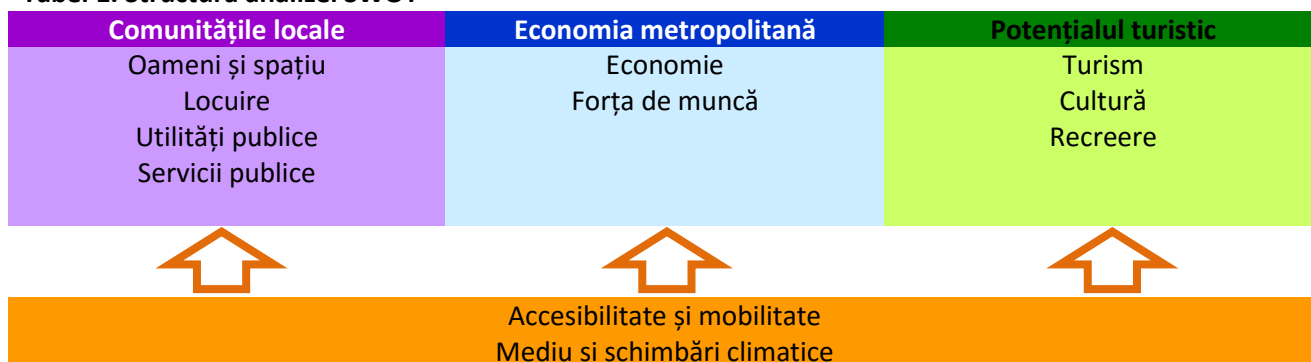 Comunitățile locale
Economia metropolitană
Potențialul turistic
Oameni și spațiu
Locuire
Utilități publice
Servicii publice
Economie
Forța de muncă
Turism
Cultură
Recreere
Accesibilitate și mobilitate
Mediu si schimbări climatice